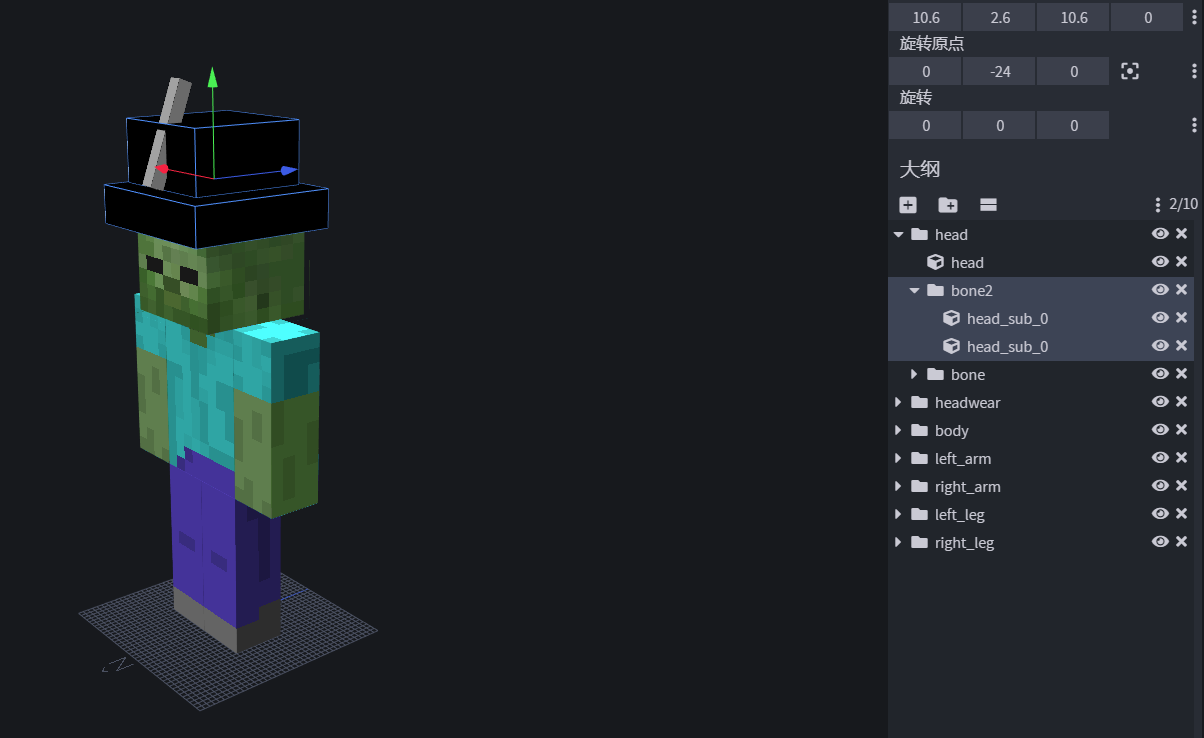 10.6 2.6 10.6 0
旋转原点
0 -24 0
旋转
0 0 0
大纲
2/10
head
head
bone2
head_sub_0
head_sub_0
bone
headwear
body
left_arm
right_arm
left_leg
right_leg
N